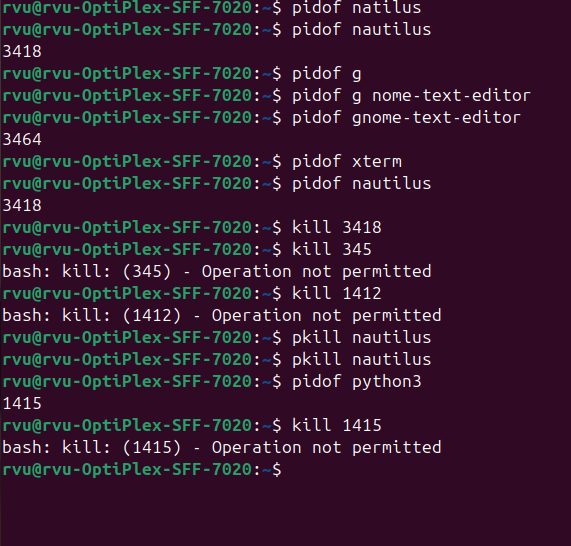 rvu@rvu-OptiPlex-SFF-7020:~$ pidof natilus
rvu@rvu-OptiPlex-SFF-7020:~$ pidof nautilus
3418
rvu@rvu-OptiPlex-SFF-7020:~$ pidof g
rvu@rvu-OptiPlex-SFF-7020:~$ pidof g nome-text-editor
rvu@rvu-OptiPlex-SFF-7020:~$ pidof gnome-text-editor
3464
rvu@rvu-OptiPlex-SFF-7020:~$ pidof xterm
rvu@rvu-OptiPlex-SFF-7020:~$ pidof nautilus
3418
rvu@rvu-OptiPlex-SFF-7020:~$ kill 3418
rvu@rvu-OptiPlex-SFF-7020:~$ kill 345
bash: kill: (345) - Operation not permitted
rvu@rvu-OptiPlex-SFF-7020:~$ kill 1412
bash: kill: (1412) - Operation not permitted
rvu@rvu-OptiPlex-SFF-7020:~$ pkill nautilus
rvu@rvu-OptiPlex-SFF-7020:~$ pkill nautilus
rvu@rvu-OptiPlex-SFF-7020:~$ pidof python3
1415
rvu@rvu-OptiPlex-SFF-7020:~$ kill 1415
bash: kill: (1415) - Operation not permitted
rvu@rvu-OptiPlex-SFF-7020:~$